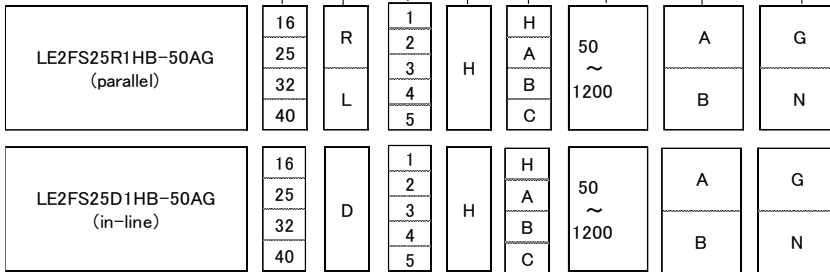 LE2FS25R1HB-50AG
(parallel)
16
25
32
40
R
L
1
2
3
4
5
H
H
A
B
C
50
~
1200
A
B
G
N
LE2FS25D1HB-50AG
(in-line)
16
25
32
40
D
1
2
3
4
5
H
H
A
B
C
50
~
1200
A
B
G
N